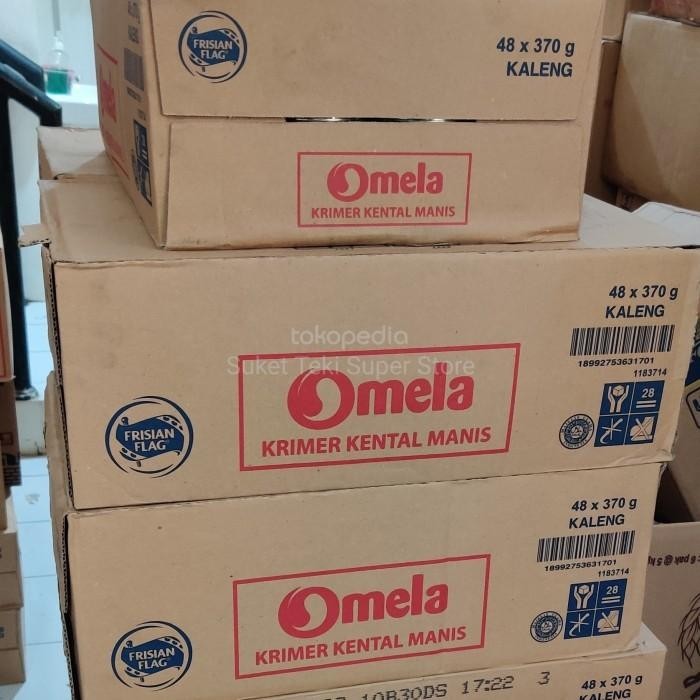 FRISIAN
FLAG
48 x 370 g
KALENG
Omela
KRIMER KENTAL MANIS
48 x 370 g
KALENG
18992753631701
1183714
28
tokopedia
Suket Teki Super Store
Omela
KRIMER KENTAL MANIS
FRISIAN
FLAG
48 x 370 g
KALENG
18992753631701
1183714
28
Omela
KRIMER KENTAL MANIS
FRISIAN
FLAG
10B30DS 17:22 3
48 x 370 g
KALENG